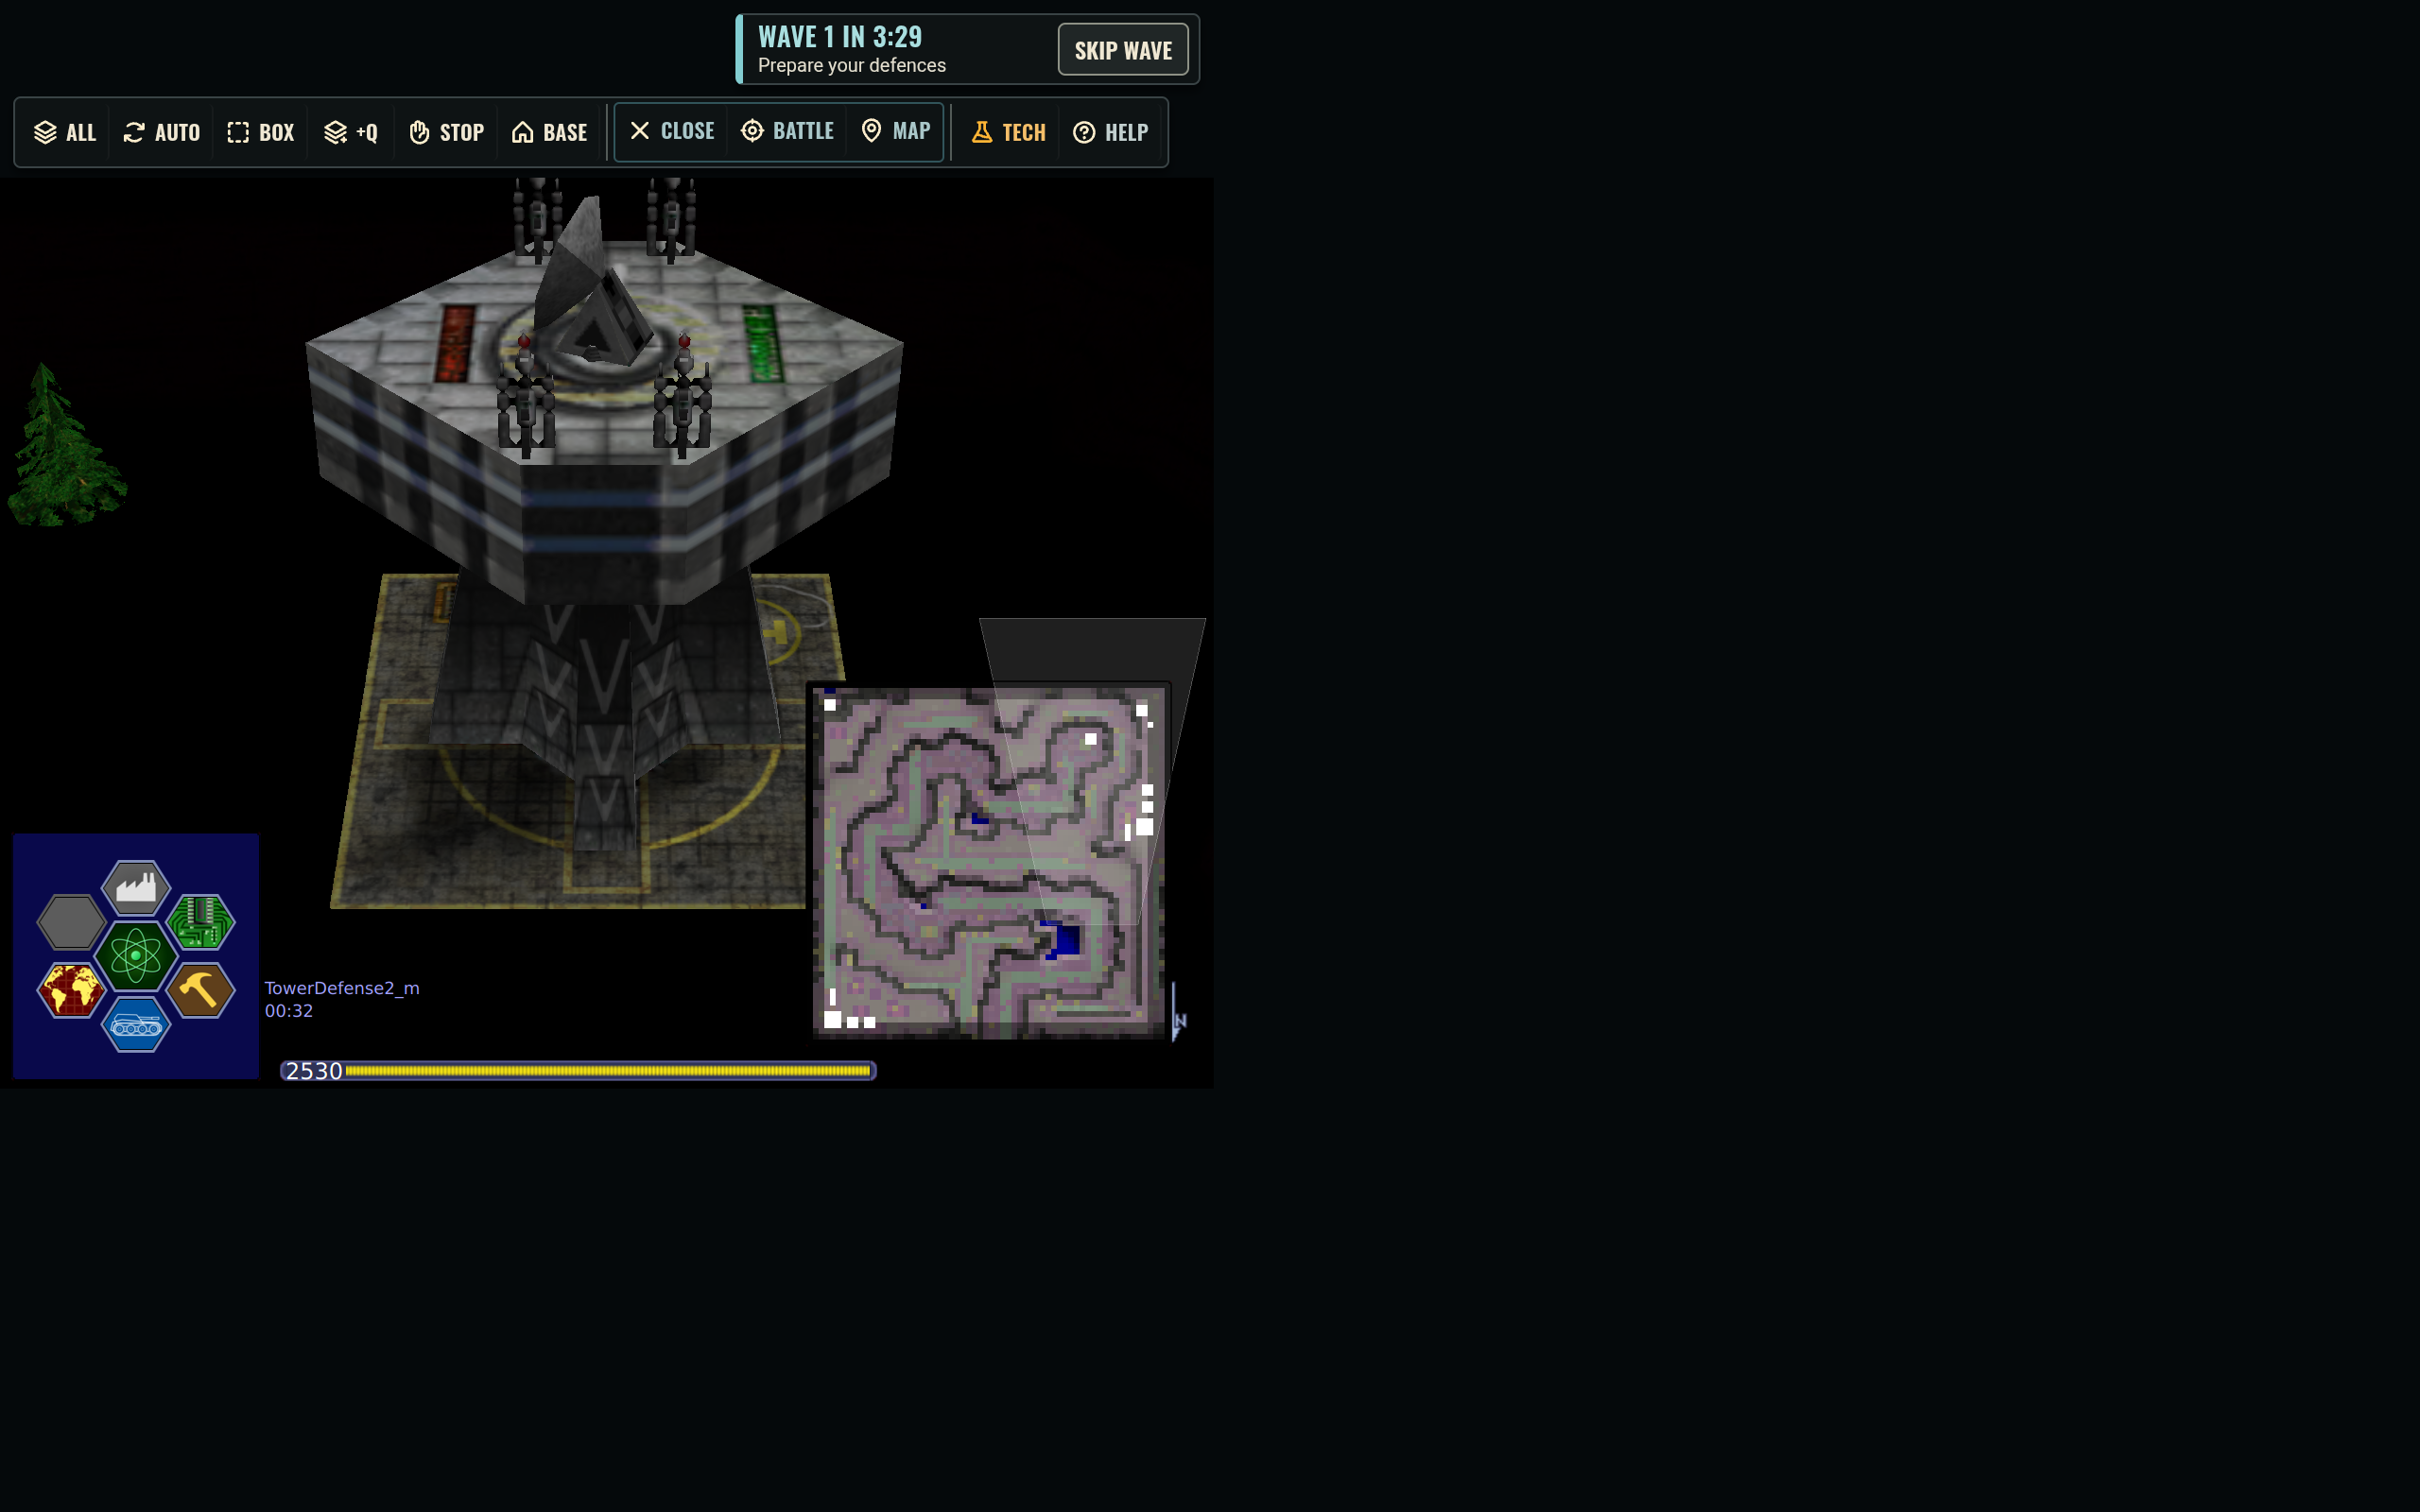 WAVE 1 IN 3:29
Prepare your defences
SKIP WAVE
ALL AUTO BOX +Q STOP BASE CLOSE BATTLE MAP TECH HELP
TowerDefense2_m
00:32
N
2530